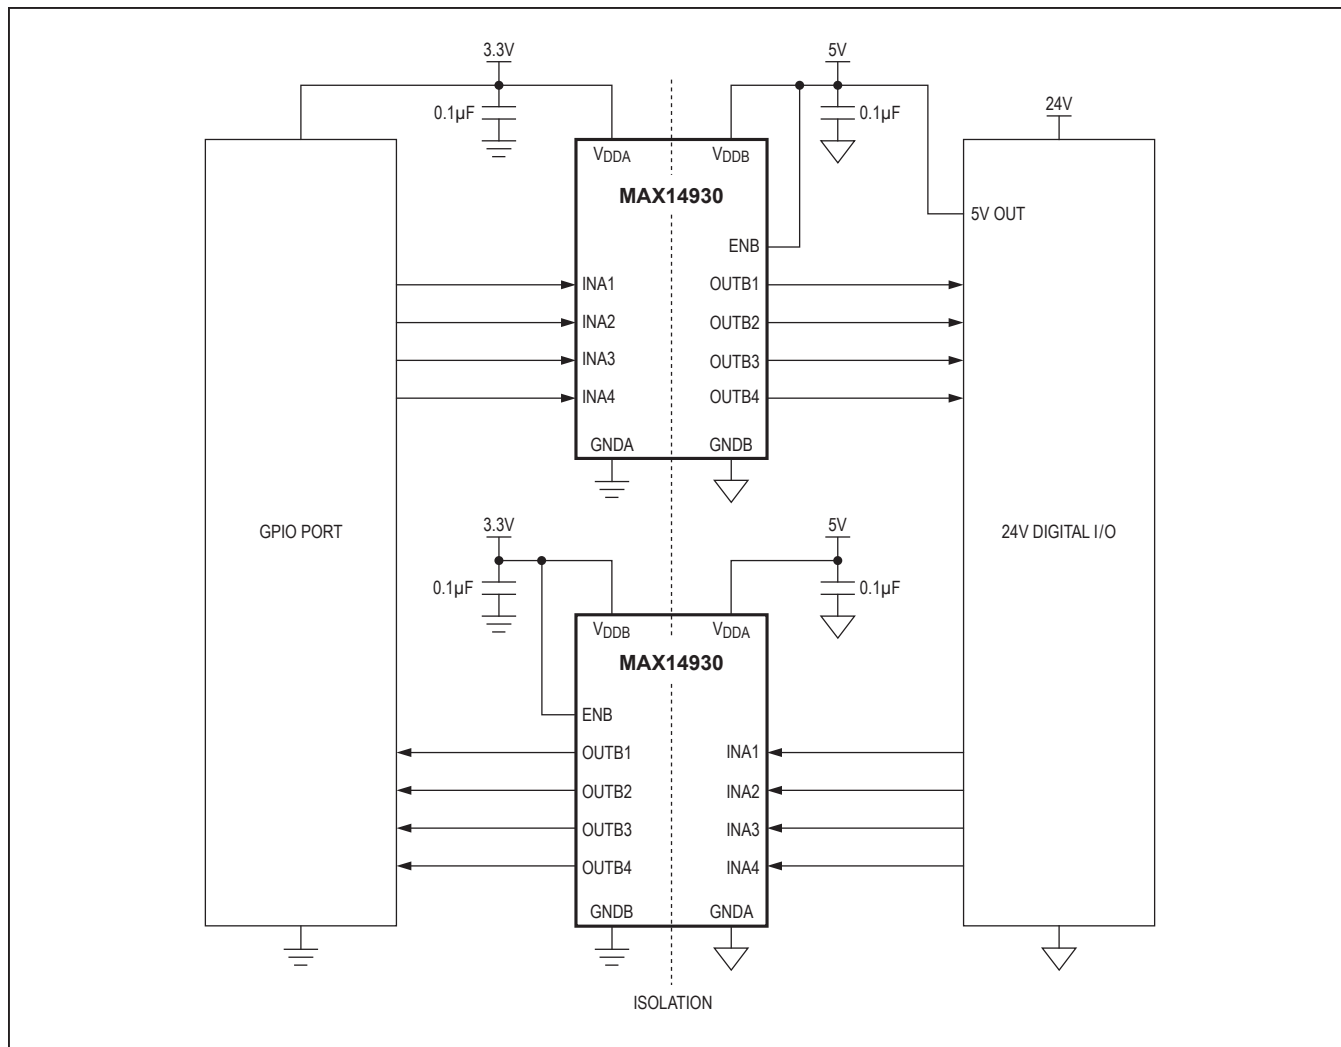 3.3V
5V
0.1µF
0.1µF
24V
VDDA
VDDB
MAX14930
5V OUT
ENB
INA1
OUTB1
INA2
OUTB2
INA3
OUTB3
INA4
OUTB4
GNDA
GNDB
GPIO PORT
3.3V
5V
24V DIGITAL I/O
0.1µF
0.1µF
VDDB
VDDA
MAX14930
ENB
OUTB1
INA1
OUTB2
INA2
OUTB3
INA3
OUTB4
INA4
GNDB
GNDA
ISOLATION